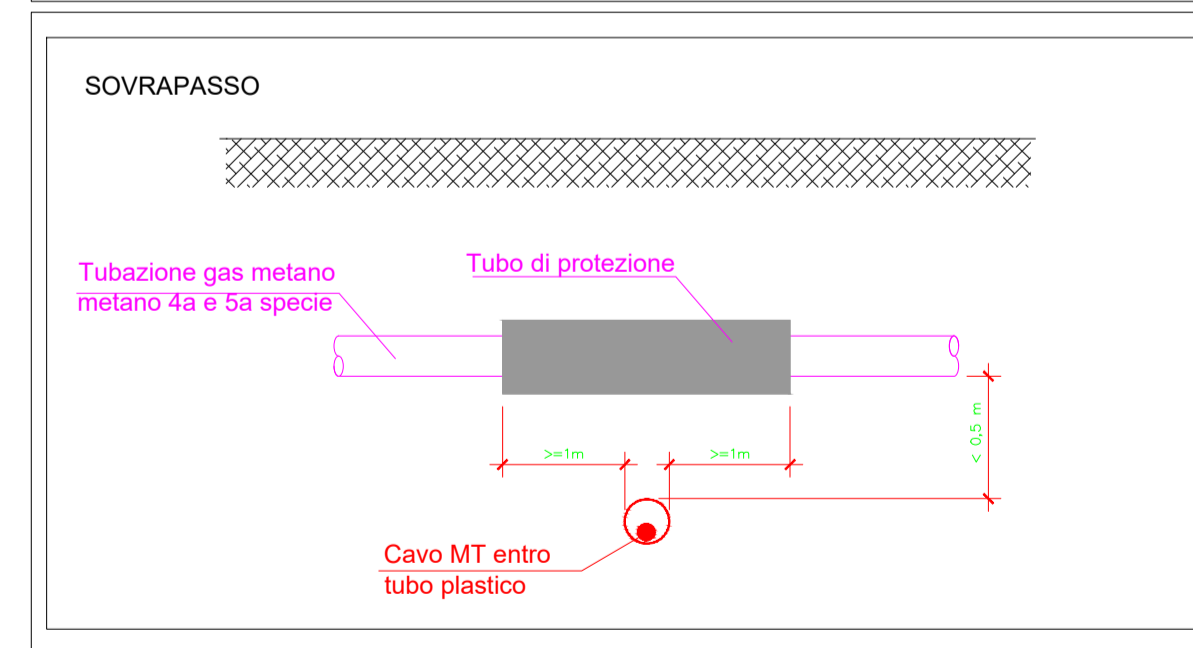 SOVRAPASSO
Tubazione gas metano
metano 4a e 5a specie
Tubo di protezione
>=1m
>=1m
< 0,5 m
Cavo MT entro
tubo plastico